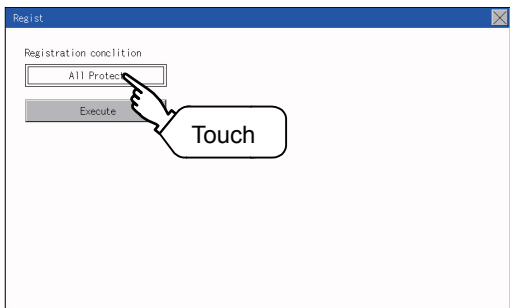 Regist
Registration conclition
All Protect
Execute
Touch